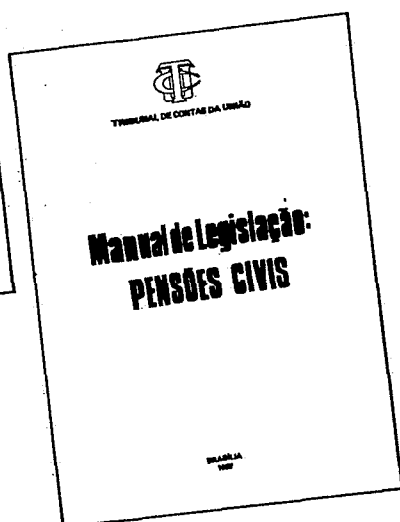 TRIBUNAL DE CONTAS DA UNIÃO
Manual de Legislação:
PENSÕES CIVIS
BRASÍLIA